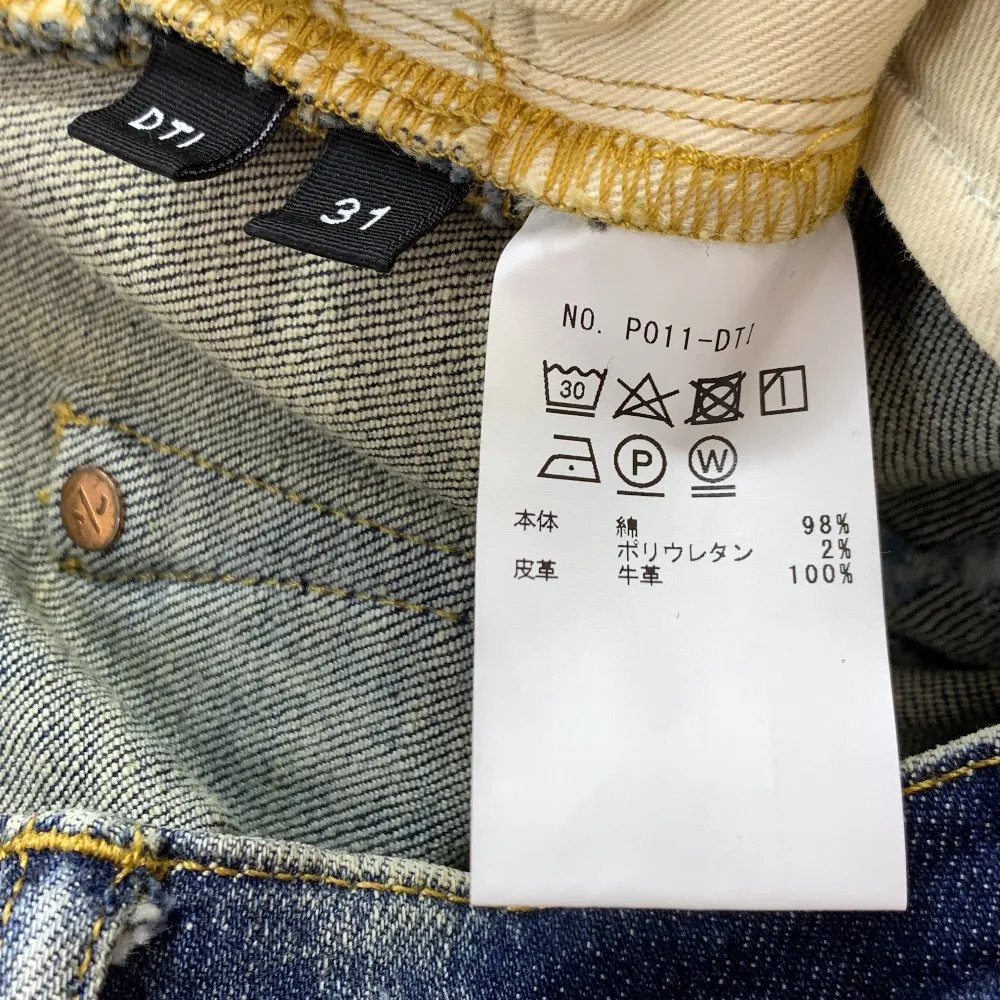 DTI
31
NO. P011-DTI
30
P W
本体 綿 98%
ポリウレタン 2%
皮革 牛革 100%